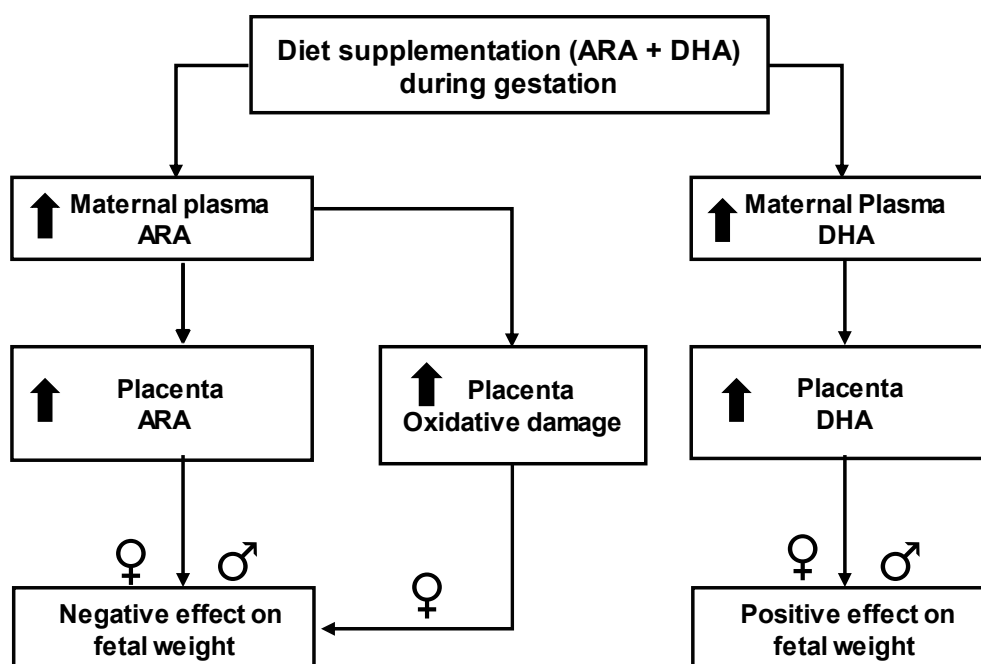 Diet supplementation (ARA + DHA)
during gestation
Maternal plasma
ARA
Maternal Plasma
DHA
Placenta
ARA
Placenta
Oxidative damage
Placenta
DHA
♀ ♂
♀
♀ ♂
Negative effect on
fetal weight
Positive effect on
fetal weight